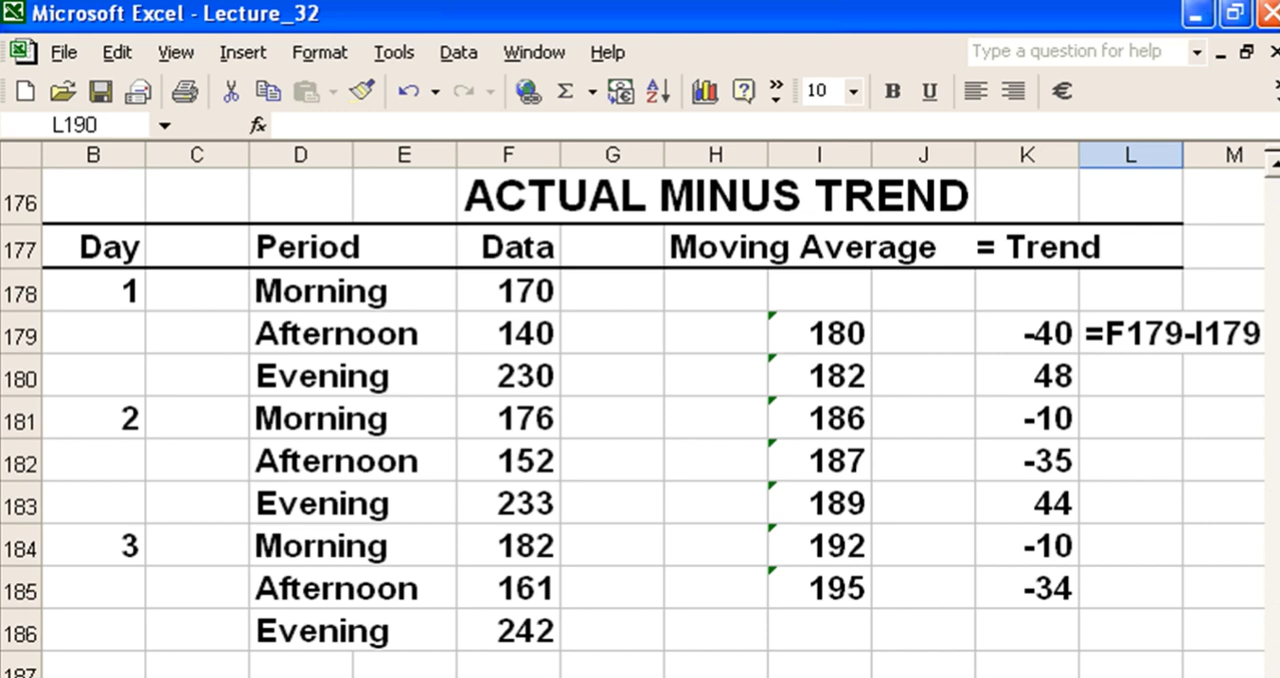 Microsoft Excel - Lecture_32
File Edit View Insert Format Tools Data Window Help Type a question for help
10 B U €
L190 fx
B C D E F G H I J K L M
176 ACTUAL MINUS TREND
177 Day Period Data Moving Average = Trend
178 1 Morning 170
179 Afternoon 140 180 -40 =F179-I179
180 Evening 230 182 48
181 2 Morning 176 186 -10
182 Afternoon 152 187 -35
183 Evening 233 189 44
184 3 Morning 182 192 -10
185 Afternoon 161 195 -34
186 Evening 242
187